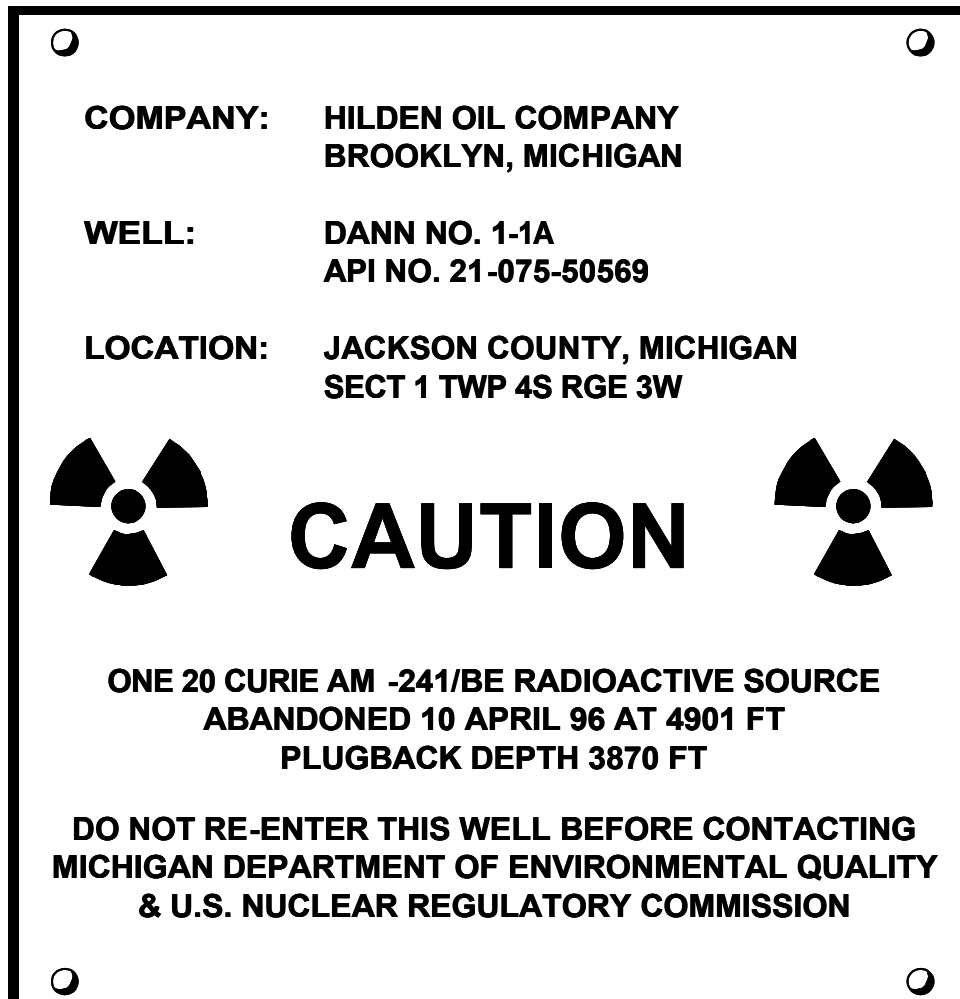 COMPANY: HILDEN OIL COMPANY
BROOKLYN, MICHIGAN
WELL: DANN NO. 1-1A
API NO. 21-075-50569
LOCATION: JACKSON COUNTY, MICHIGAN
SECT 1 TWP 4S RGE 3W
CAUTION
ONE 20 CURIE AM -241/BE RADIOACTIVE SOURCE
ABANDONED 10 APRIL 96 AT 4901 FT
PLUGBACK DEPTH 3870 FT
DO NOT RE-ENTER THIS WELL BEFORE CONTACTING
MICHIGAN DEPARTMENT OF ENVIRONMENTAL QUALITY
& U.S. NUCLEAR REGULATORY COMMISSION